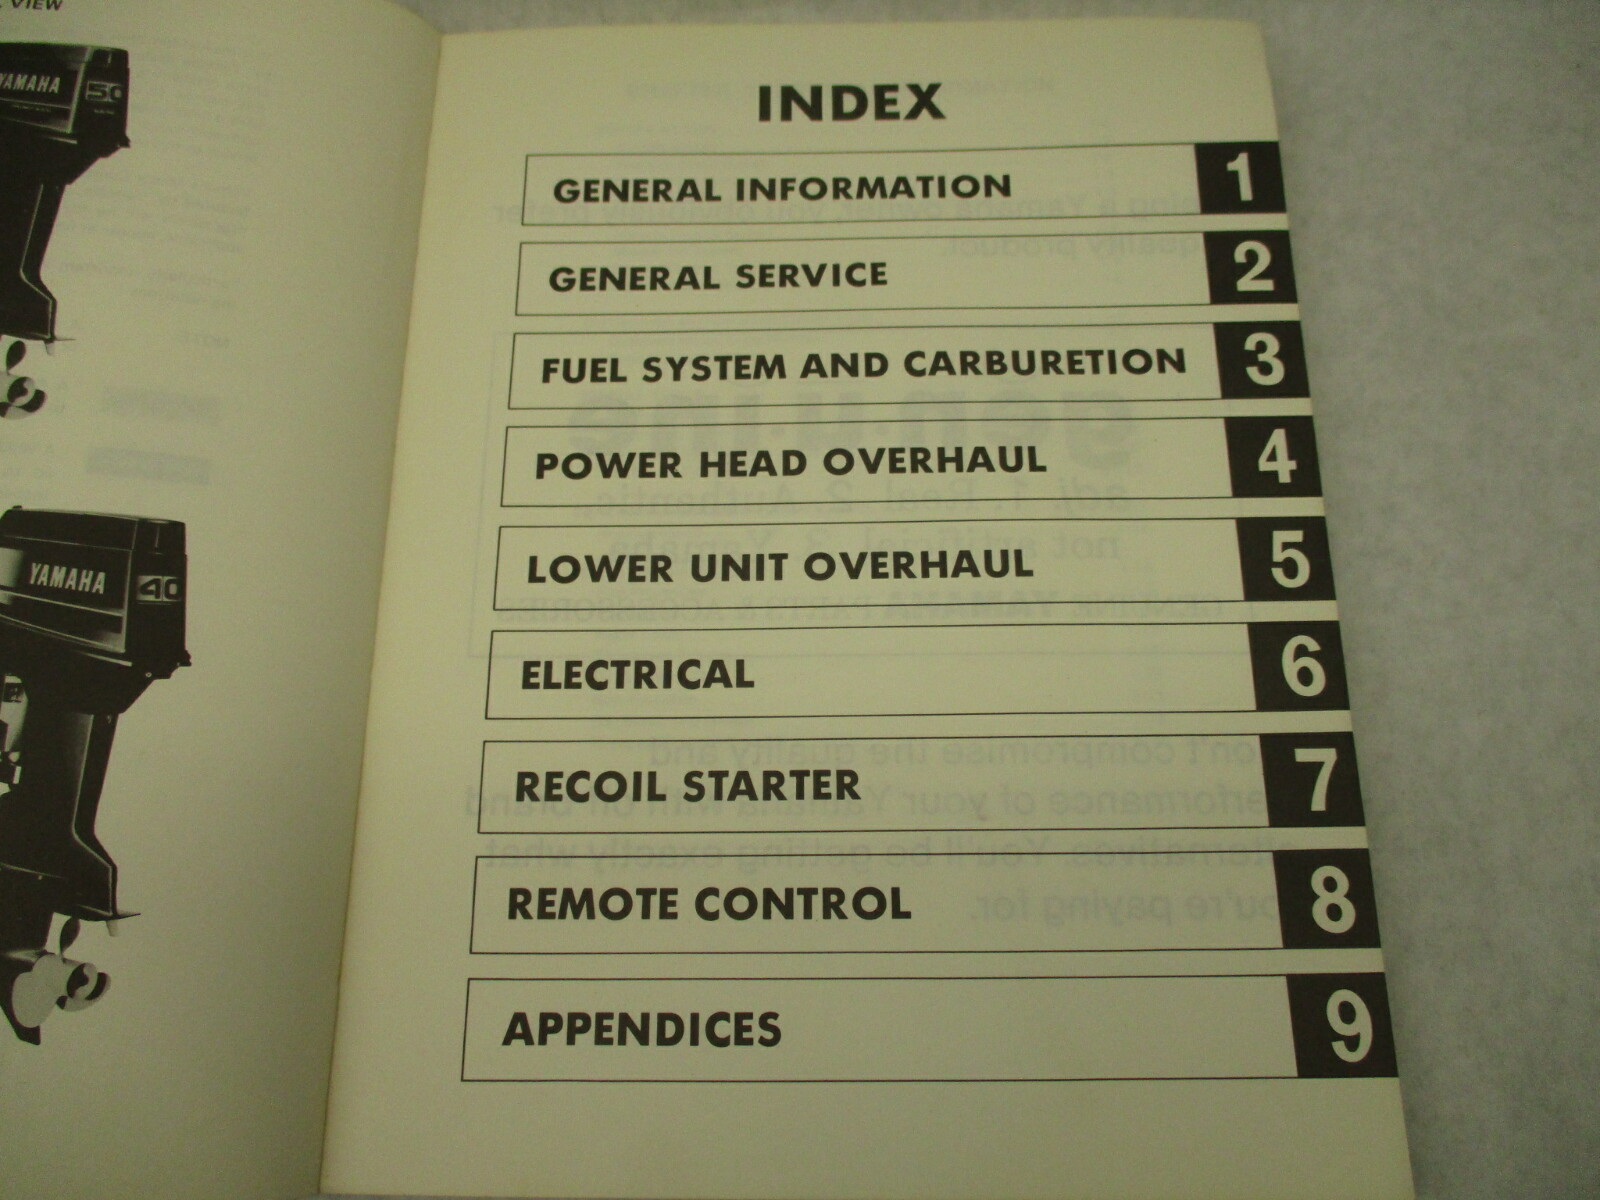 VIEW
YAMAHA
50
YAMAHA
40
INDEX
GENERAL INFORMATION 1
GENERAL SERVICE 2
FUEL SYSTEM AND CARBURETION 3
POWER HEAD OVERHAUL 4
LOWER UNIT OVERHAUL 5
ELECTRICAL 6
RECOIL STARTER 7
REMOTE CONTROL 8
APPENDICES 9